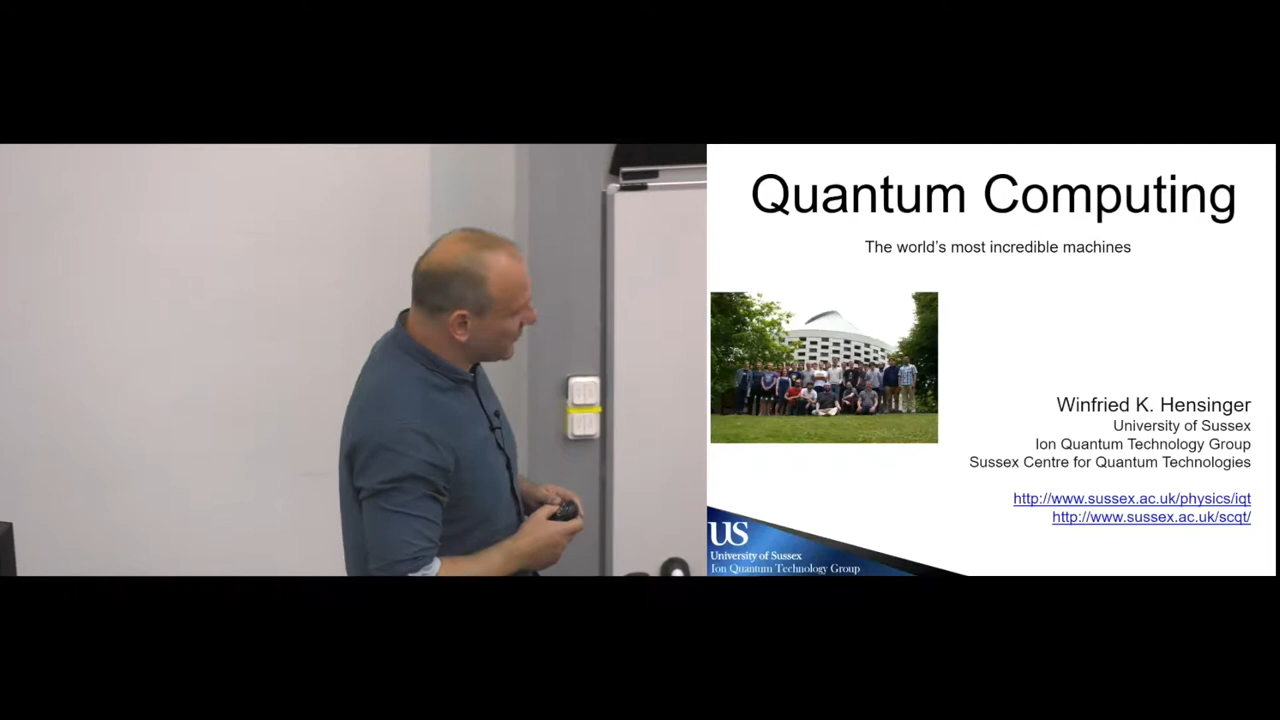 Quantum Computing
The world's most incredible machines
Winfried K. Hensinger
University of Sussex
Ion Quantum Technology Group
Sussex Centre for Quantum Technologies
http://www.sussex.ac.uk/physics/iqt
http://www.sussex.ac.uk/scqt/
US
University of Sussex
Ion Quantum Technology Group